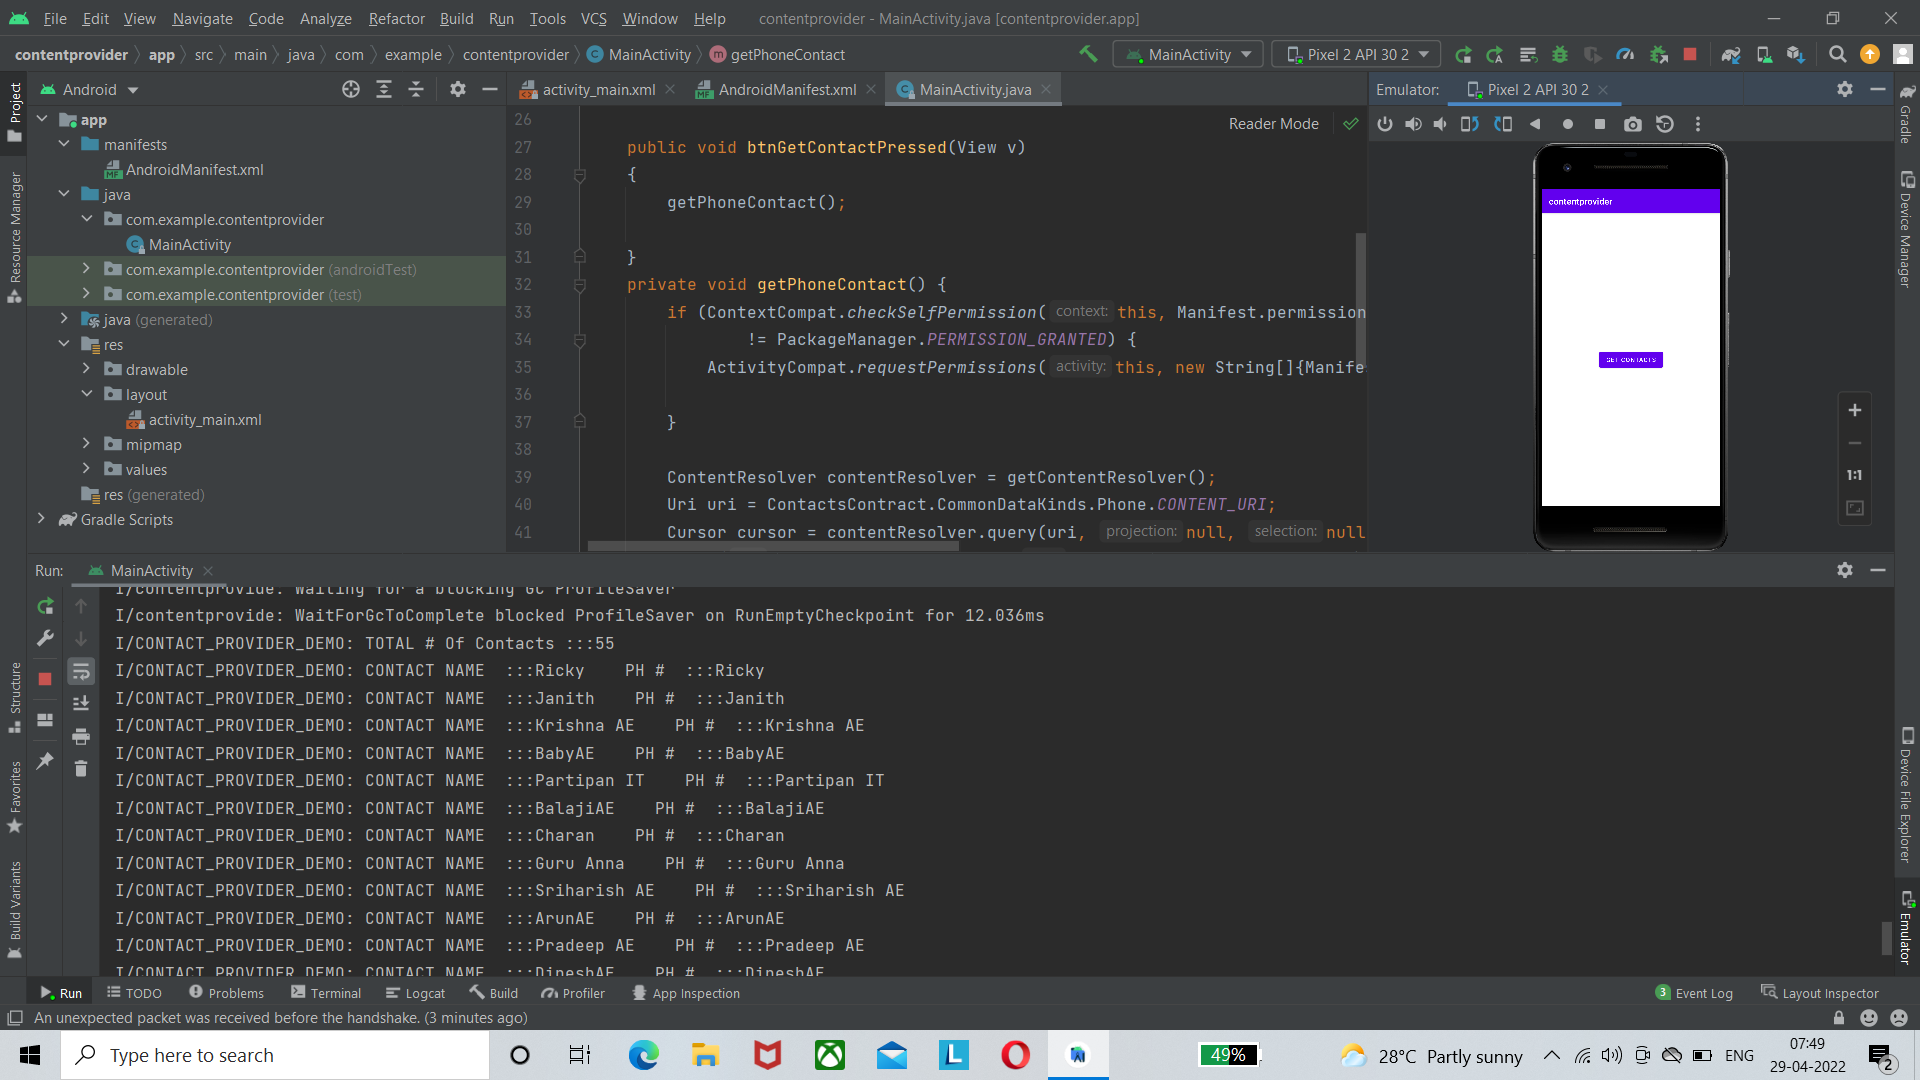 File Edit View Navigate Code Analyze Refactor Build Run Tools VCS Window Help contentprovider - MainActivity.java [contentprovider.app]
contentprovider app src main java com example contentprovider MainActivity getPhoneContact MainActivity Pixel 2 API 30 2
Android
activity_main.xml AndroidManifest.xml MainActivity.java
Emulator: Pixel 2 API 30 2
Project
Resource Manager
Structure
Favorites
Build Variants
app
manifests
AndroidManifest.xml
java
com.example.contentprovider
MainActivity
com.example.contentprovider (androidTest)
com.example.contentprovider (test)
java (generated)
res
drawable
layout
activity_main.xml
mipmap
values
res (generated)
Gradle Scripts
Reader Mode
26
27 public void btnGetContactPressed(View v)
28 {
29 getPhoneContact();
30
31 }
32 private void getPhoneContact() {
33 if (ContextCompat.checkSelfPermission( context: this, Manifest.permission
34 != PackageManager.PERMISSION_GRANTED) {
35 ActivityCompat.requestPermissions( activity: this, new String[]{Manife
36
37 }
38
39 ContentResolver contentResolver = getContentResolver();
40 Uri uri = ContactsContract.CommonDataKinds.Phone.CONTENT_URI;
41 Cursor cursor = contentResolver.query(uri, projection: null, selection: null
contentprovider
GET CONTACTS
1:1
Gradle
Device Manager
Device File Explorer
Emulator
Run: MainActivity
I/contentprovide: Waiting for a blocking GC ProfileSaver
I/contentprovide: WaitForGcToComplete blocked ProfileSaver on RunEmptyCheckpoint for 12.036ms
I/CONTACT_PROVIDER_DEMO: TOTAL # Of Contacts :::55
I/CONTACT_PROVIDER_DEMO: CONTACT NAME :::Ricky PH # :::Ricky
I/CONTACT_PROVIDER_DEMO: CONTACT NAME :::Janith PH # :::Janith
I/CONTACT_PROVIDER_DEMO: CONTACT NAME :::Krishna AE PH # :::Krishna AE
I/CONTACT_PROVIDER_DEMO: CONTACT NAME :::BabyAE PH # :::BabyAE
I/CONTACT_PROVIDER_DEMO: CONTACT NAME :::Partipan IT PH # :::Partipan IT
I/CONTACT_PROVIDER_DEMO: CONTACT NAME :::BalajiAE PH # :::BalajiAE
I/CONTACT_PROVIDER_DEMO: CONTACT NAME :::Charan PH # :::Charan
I/CONTACT_PROVIDER_DEMO: CONTACT NAME :::Guru Anna PH # :::Guru Anna
I/CONTACT_PROVIDER_DEMO: CONTACT NAME :::Sriharish AE PH # :::Sriharish AE
I/CONTACT_PROVIDER_DEMO: CONTACT NAME :::ArunAE PH # :::ArunAE
I/CONTACT_PROVIDER_DEMO: CONTACT NAME :::Pradeep AE PH # :::Pradeep AE
I/CONTACT_PROVIDER_DEMO: CONTACT NAME :::DineshAE PH # :::DineshAE
Run TODO Problems Terminal Logcat Build Profiler App Inspection 3 Event Log Layout Inspector
An unexpected packet was received before the handshake. (3 minutes ago)
Type here to search
49%
28°C Partly sunny
ENG
07:49
29-04-2022
2